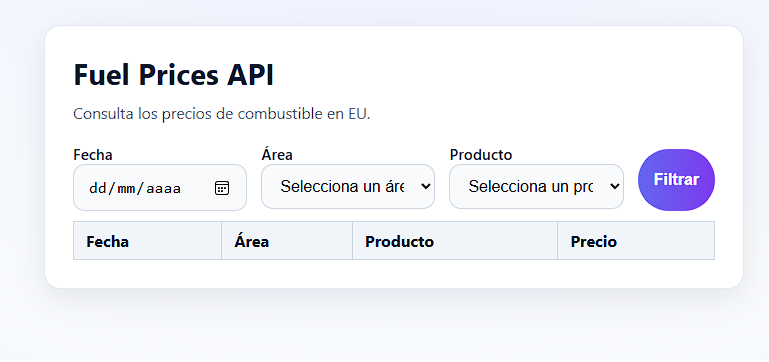 Fuel Prices API
Consulta los precios de combustible en EU.
Fecha Área Producto
dd/mm/aaaa Selecciona un áre Selecciona un pro Filtrar
Fecha Área Producto Precio